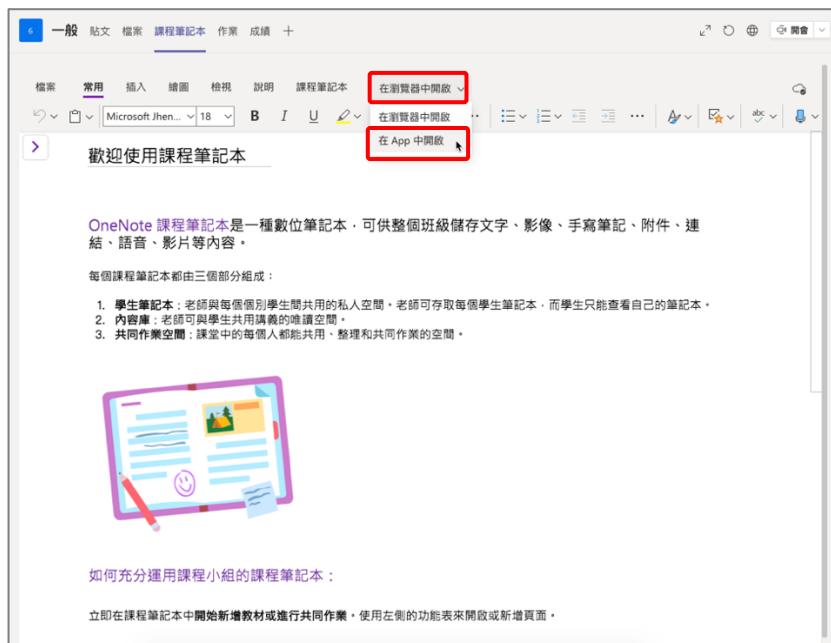 6 一般 貼文 檔案 課程筆記本 作業 成績 開會
檔案 常用 插入 繪圖 檢視 說明 課程筆記本 在瀏覽器中開啟
Microsoft Jhen... 18 B I U abc
在瀏覽器中開啟
在 App 中開啟
歡迎使用課程筆記本
OneNote 課程筆記本是一種數位筆記本,可供整個班級儲存文字、影像、手寫筆記、附件、連
結、語音、影片等內容。
每個課程筆記本都由三個部分組成:
1. 學生筆記本:老師與每個個別學生間共用的私人空間。老師可存取每個學生筆記本,而學生只能查看自己的筆記本。
2. 內容庫:老師可與學生共用講義的唯讀空間。
3. 共同作業空間:課堂中的每個人都能共用、整理和共同作業的空間。
如何充分運用課程小組的課程筆記本:
立即在課程筆記本中開始新增教材或進行共同作業。使用左側的功能表來開啟或新增頁面。